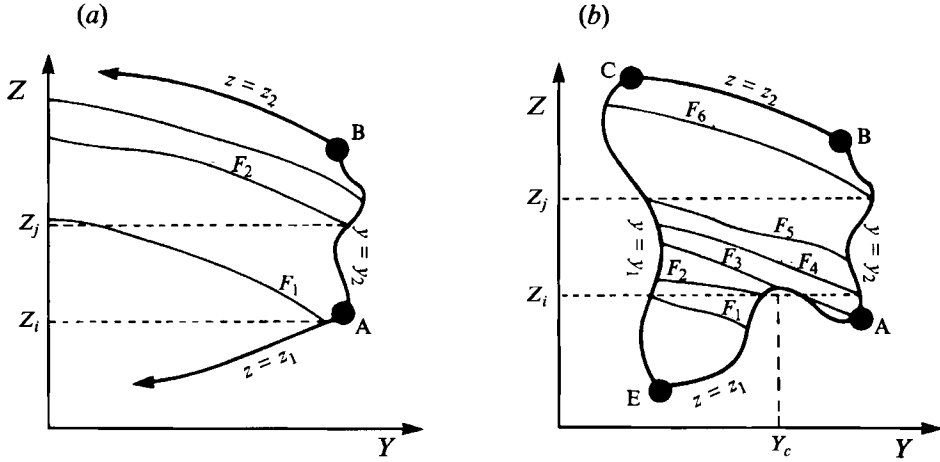 (a)
Z
z = z₂
B
F₂
Zⱼ
y = y₂
F₁
A
Zᵢ
z = z₁
Y
(b)
C
Z
z = z₂
B
F₆
Zⱼ
F₅
y = y₁
y = y₂
F₄
F₃
F₂
Zᵢ
F₁
A
E
z = z₁
Y_c
Y